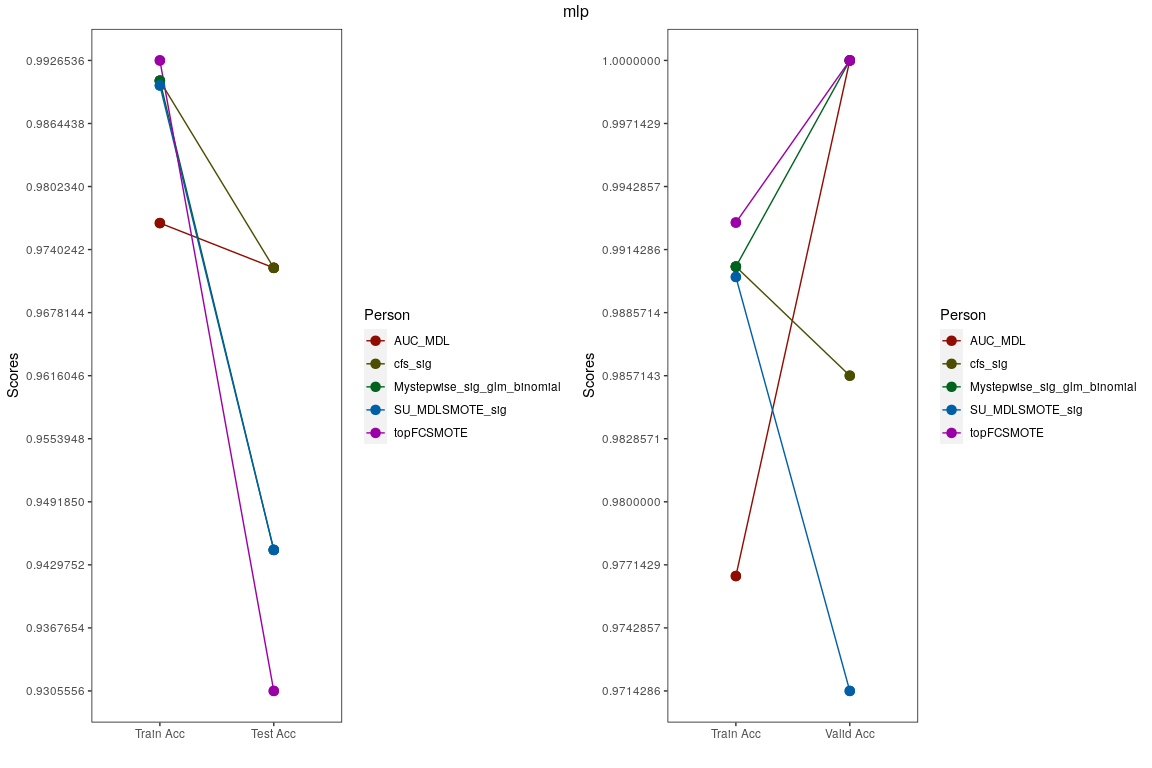 mlp
Scores
0.9926536
0.9864438
0.9802340
0.9740242
0.9678144
0.9616046
0.9553948
0.9491850
0.9429752
0.9367654
0.9305556
Train Acc
Test Acc
Person
AUC_MDL
cfs_sig
Mystepwise_sig_glm_binomial
SU_MDLSMOTE_sig
topFCSMOTE
Scores
1.0000000
0.9971429
0.9942857
0.9914286
0.9885714
0.9857143
0.9828571
0.9800000
0.9771429
0.9742857
0.9714286
Train Acc
Valid Acc
Person
AUC_MDL
cfs_sig
Mystepwise_sig_glm_binomial
SU_MDLSMOTE_sig
topFCSMOTE